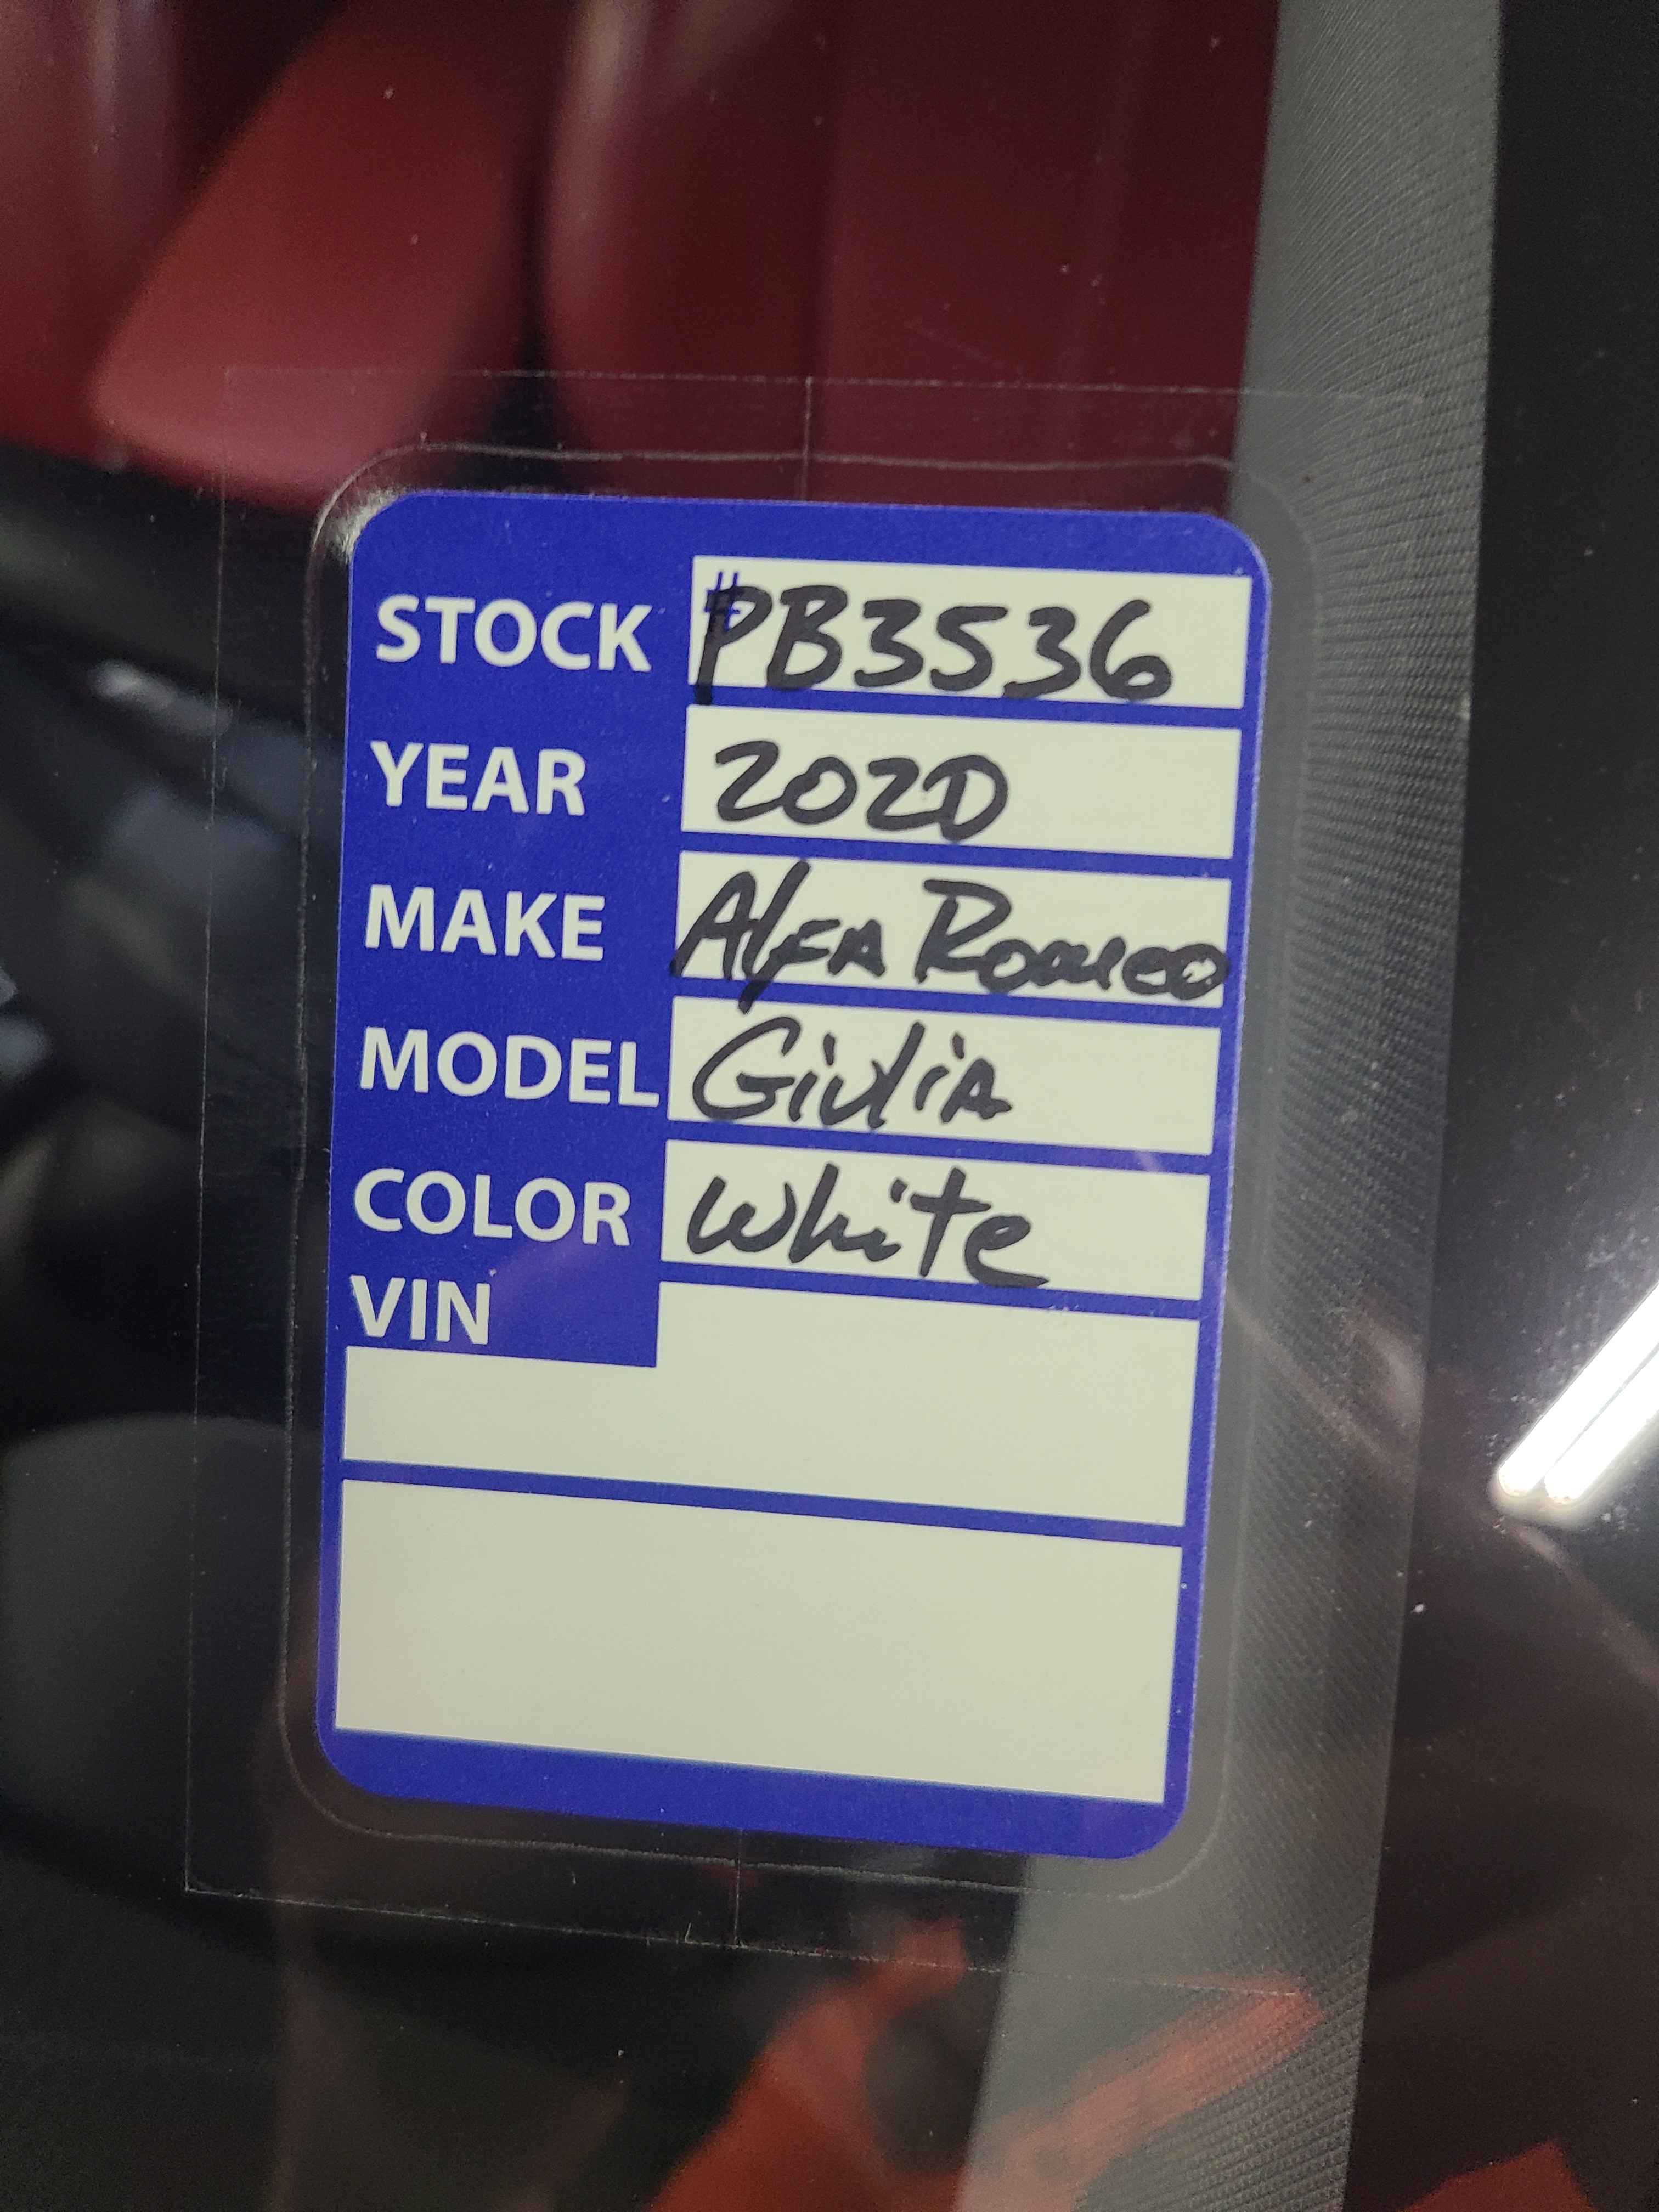 STOCK #PB3536
YEAR 2020
MAKE Alfa Romeo
MODEL Giulia
COLOR White
VIN